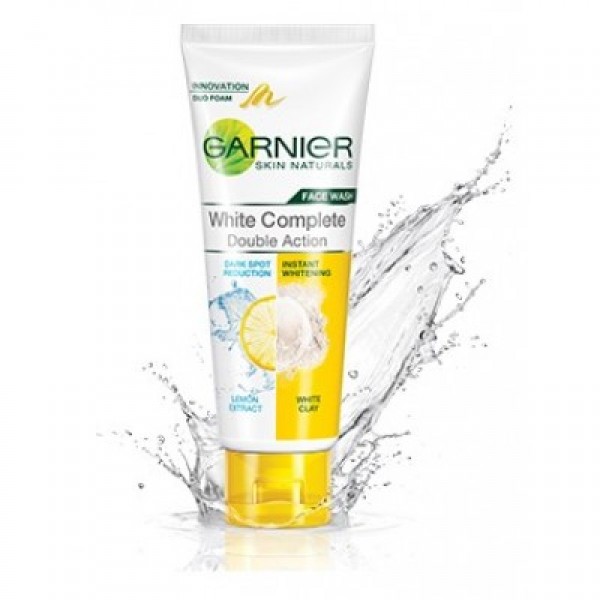 INNOVATION
DUO FOAM
GARNIER
SKIN NATURALS
FACE WASH
White Complete
Double Action
DARK SPOT
REDUCTION
INSTANT
WHITENING
LEMON
EXTRACT
WHITE
CLAY